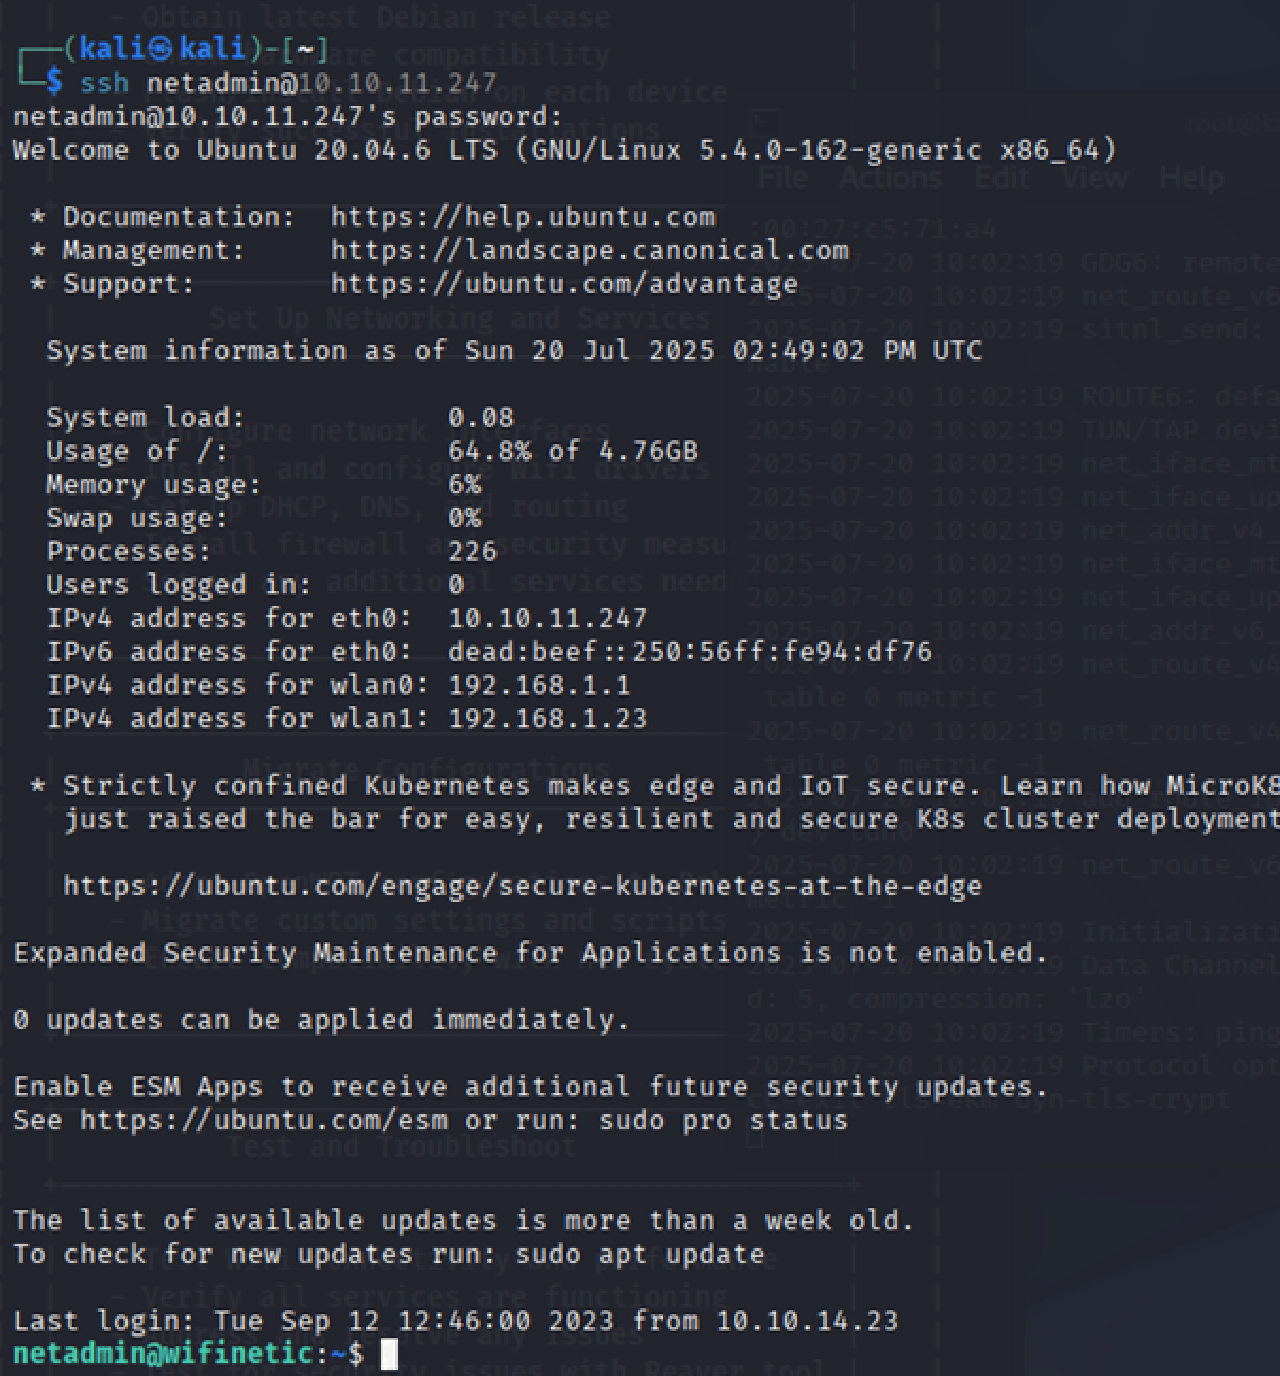 ┌──(kali㉿kali)-[~]
└─$ ssh netadmin@10.10.11.247
netadmin@10.10.11.247's password:
Welcome to Ubuntu 20.04.6 LTS (GNU/Linux 5.4.0-162-generic x86_64)
* Documentation: https://help.ubuntu.com
* Management: https://landscape.canonical.com
* Support: https://ubuntu.com/advantage
System information as of Sun 20 Jul 2025 02:49:02 PM UTC
System load: 0.08
Usage of /: 64.8% of 4.76GB
Memory usage: 6%
Swap usage: 0%
Processes: 226
Users logged in: 0
IPv4 address for eth0: 10.10.11.247
IPv6 address for eth0: dead:beef::250:56ff:fe94:df76
IPv4 address for wlan0: 192.168.1.1
IPv4 address for wlan1: 192.168.1.23
* Strictly confined Kubernetes makes edge and IoT secure. Learn how MicroK8
just raised the bar for easy, resilient and secure K8s cluster deployment
https://ubuntu.com/engage/secure-kubernetes-at-the-edge
Expanded Security Maintenance for Applications is not enabled.
0 updates can be applied immediately.
Enable ESM Apps to receive additional future security updates.
See https://ubuntu.com/esm or run: sudo pro status
The list of available updates is more than a week old.
To check for new updates run: sudo apt update
Last login: Tue Sep 12 12:46:00 2023 from 10.10.14.23
netadmin@wifinetic:~$